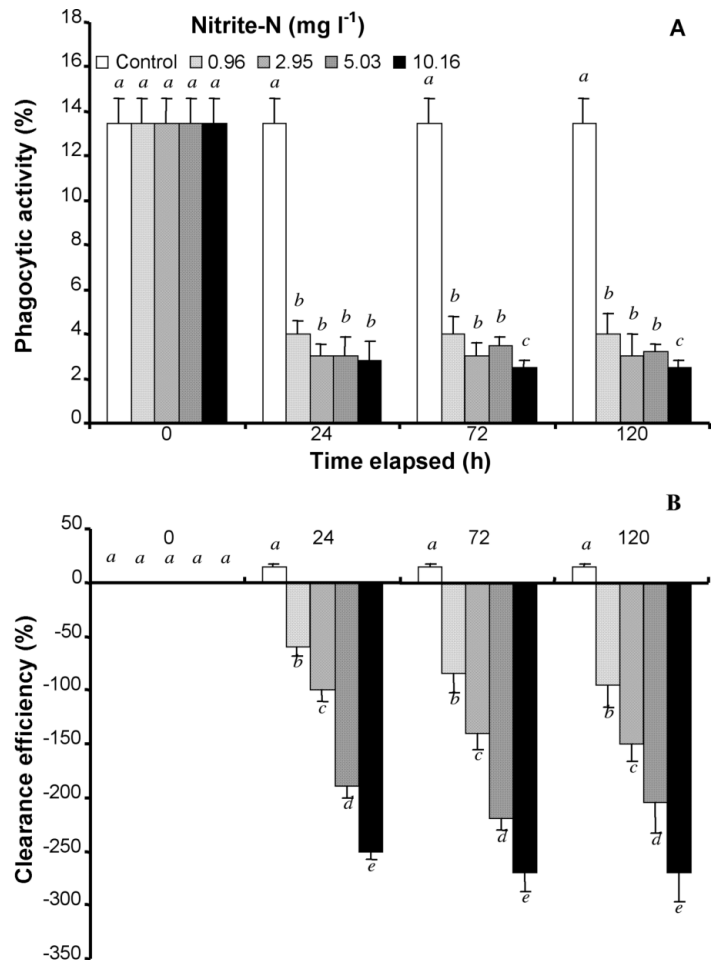 Nitrite-N (mg l⁻¹)
A
Control 0.96 2.95 5.03 10.16
Phagocytic activity (%)
18
16
14
12
10
8
6
4
2
0
a a a a a
a
b b b b
a
b b b c
a
b b b c
0 24 72 120
Time elapsed (h)
B
Clearance efficiency (%)
50
0
-50
-100
-150
-200
-250
-300
-350
0 24 72 120
a a a a a
a
b
c
d
e
a
b
c
d
e
a
b
c
d
e